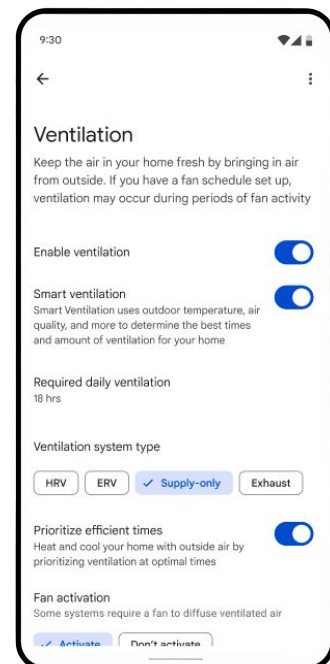 9:30
Ventilation
Keep the air in your home fresh by bringing in air
from outside. If you have a fan schedule set up,
ventilation may occur during periods of fan activity
Enable ventilation
Smart ventilation
Smart Ventilation uses outdoor temperature, air
quality, and more to determine the best times
and amount of ventilation for your home
Required daily ventilation
18 hrs
Ventilation system type
HRV ERV Supply-only Exhaust
Prioritize efficient times
Heat and cool your home with outside air by
prioritizing ventilation at optimal times
Fan activation
Some systems require a fan to diffuse ventilated air
Activate Don't activate